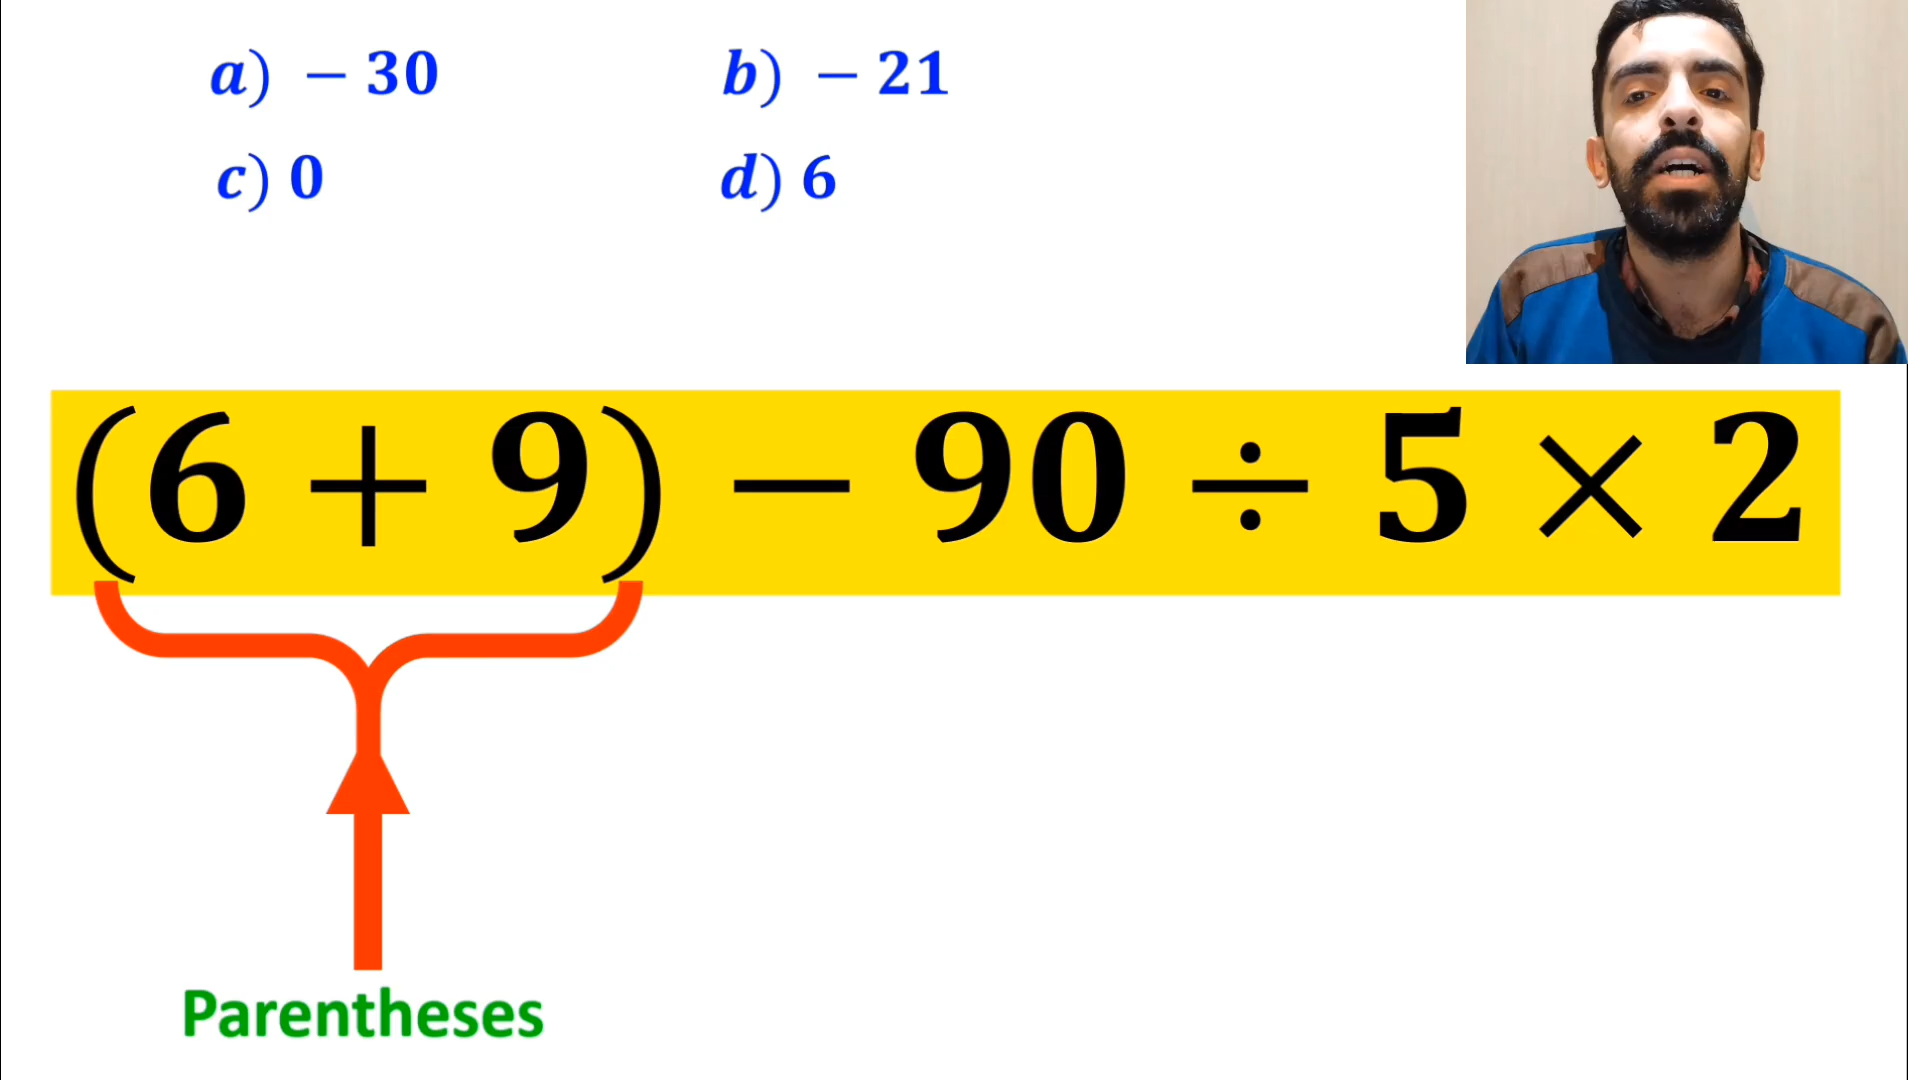 a) − 30 b) − 21
c) 0 d) 6
(6 + 9) − 90 ÷ 5 × 2
Parentheses